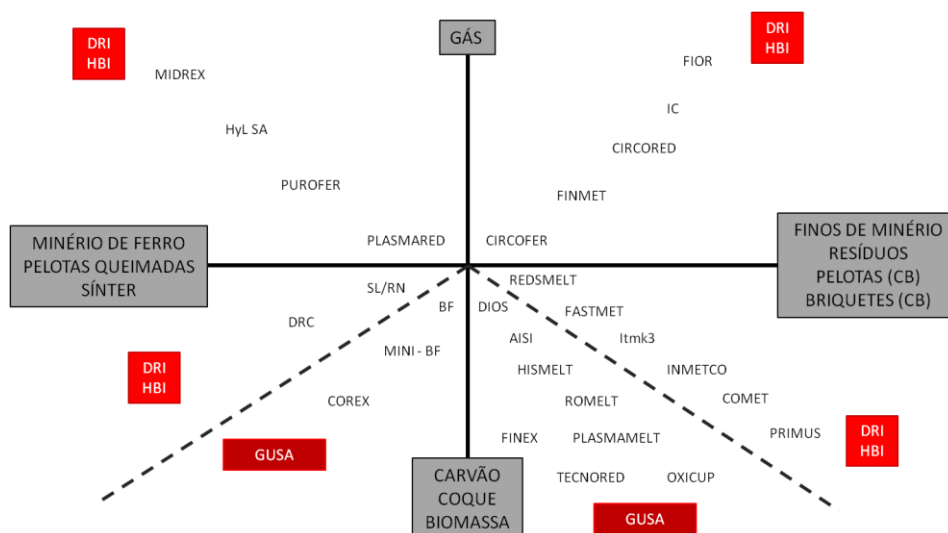 DRI
HBI
GÁS
DRI
HBI
MIDREX
FIOR
IC
HyL SA
CIRCORED
PUROFER
FINMET
MINÉRIO DE FERRO
PELOTAS QUEIMADAS
SÍNTER
PLASMARED
CIRCOFER
FINOS DE MINÉRIO
RESÍDUOS
PELOTAS (CB)
BRIQUETES (CB)
SL/RN
REDSMELT
BF
DIOS
FASTMET
DRC
AISI
Itmk3
MINI - BF
HISMELT
INMETCO
DRI
HBI
COREX
ROMELT
COMET
GUSA
FINEX
PLASMAMELT
PRIMUS
DRI
HBI
CARVÃO
COQUE
BIOMASSA
TECNORED
OXICUP
GUSA